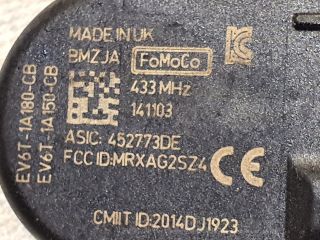 MADE IN UK
BMZJA FoMoCo
433 MHz
141103
ASIC: 452773DE
FCC ID:MRXAG2SZ4
CE
CMIIT ID:2014DJ1923
EV6T-1A180-CB
EV6T-1A150-CB